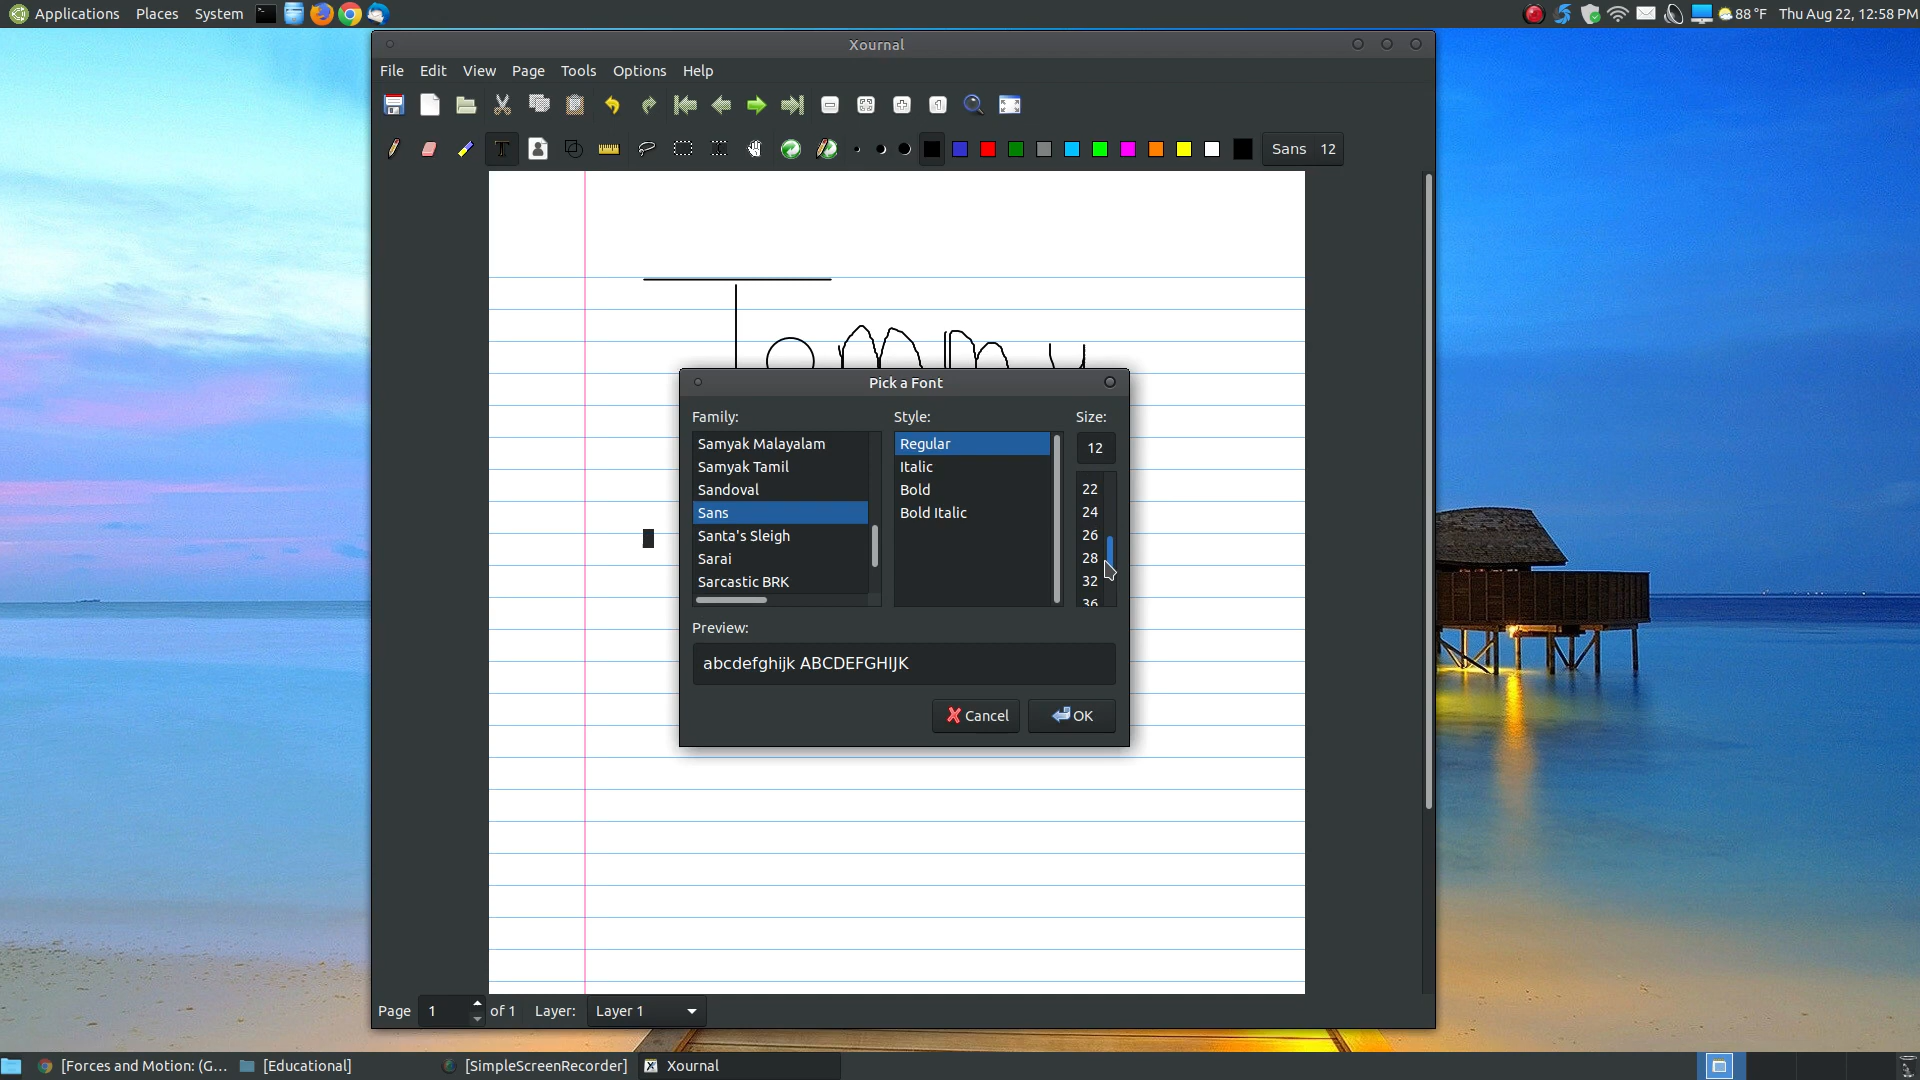 Applications Places System 88 °F Thu Aug 22, 12:58 PM
Xournal
File Edit View Page Tools Options Help
T Sans 12
Tommy
Pick a Font
Family: Style: Size:
12
Samyak Malayalam
Samyak Tamil
Sandoval
Sans
Santa's Sleigh
Sarai
Sarcastic BRK
Regular
Italic
Bold
Bold Italic
22
24
26
28
32
36
Preview:
abcdefghijk ABCDEFGHIJK
Cancel OK
Page 1 of 1 Layer: Layer 1
[Forces and Motion: (G... [Educational] [SimpleScreenRecorder] Xournal